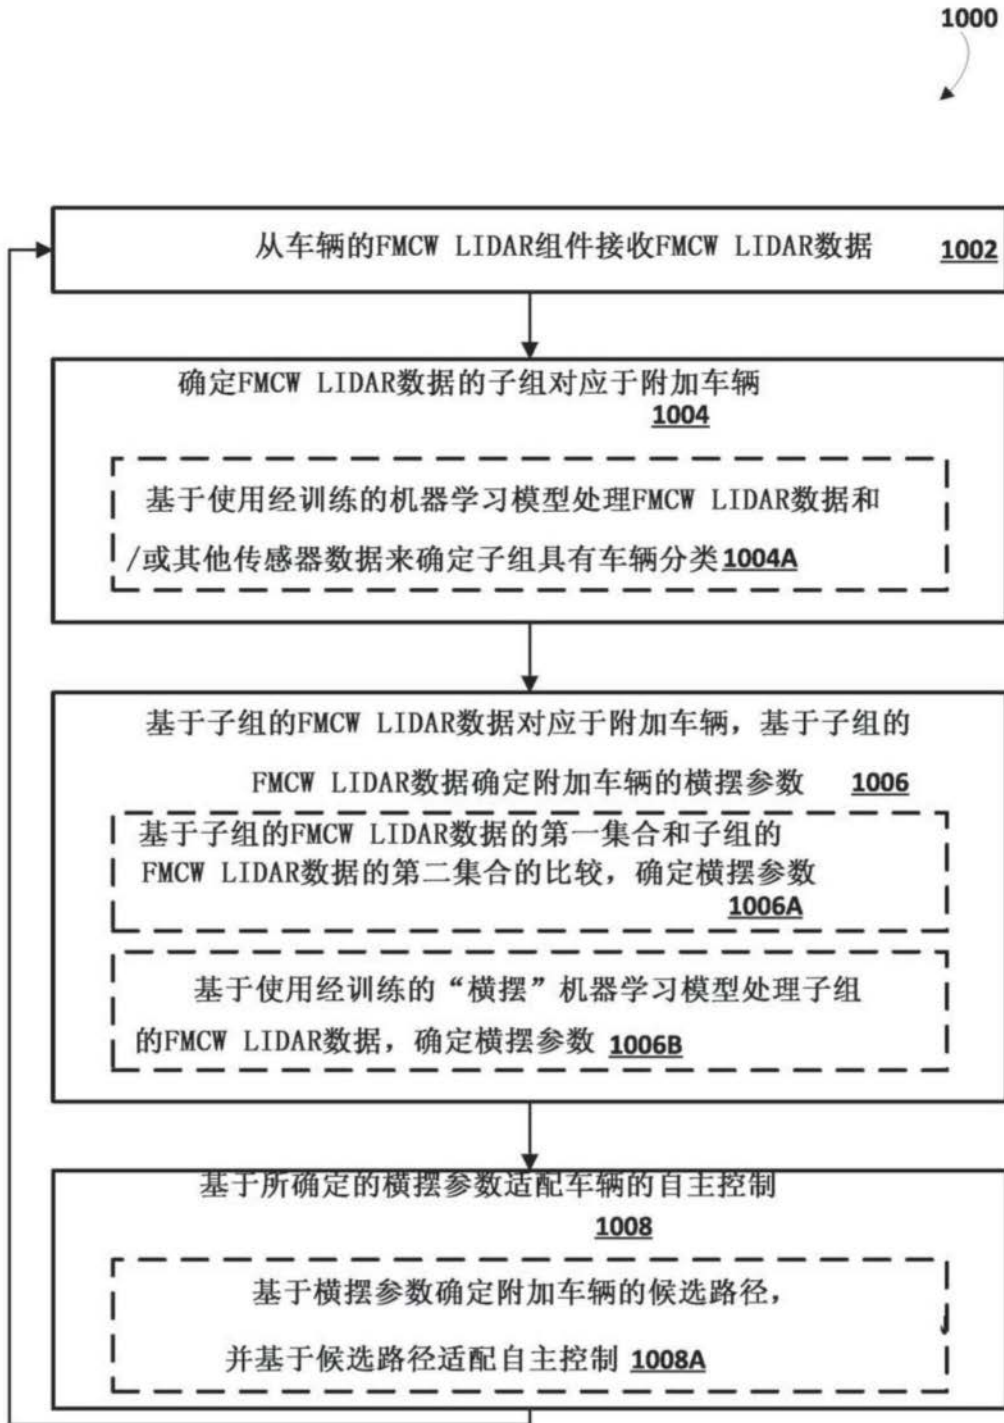 1000
从车辆的FMCW LIDAR组件接收FMCW LIDAR数据 1002
确定FMCW LIDAR数据的子组对应于附加车辆
1004
基于使用经训练的机器学习模型处理FMCW LIDAR数据和
/或其他传感器数据来确定子组具有车辆分类 1004A
基于子组的FMCW LIDAR数据对应于附加车辆，基于子组的
FMCW LIDAR数据确定附加车辆的横摆参数 1006
基于子组的FMCW LIDAR数据的第一集合和子组的
FMCW LIDAR数据的第二集合的比较，确定横摆参数
1006A
基于使用经训练的“横摆”机器学习模型处理子组
的FMCW LIDAR数据，确定横摆参数 1006B
基于所确定的横摆参数适配车辆的自主控制
1008
基于横摆参数确定附加车辆的候选路径，
并基于候选路径适配自主控制 1008A